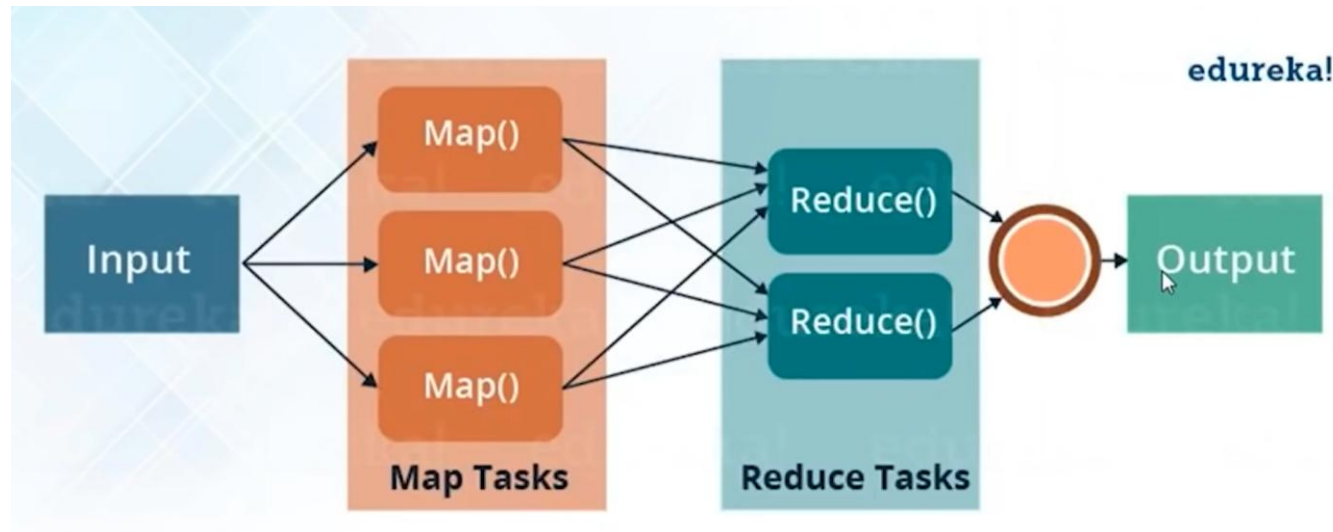 edureka!
Input
Map()
Map()
Map()
Map Tasks
Reduce()
Reduce()
Reduce Tasks
Output